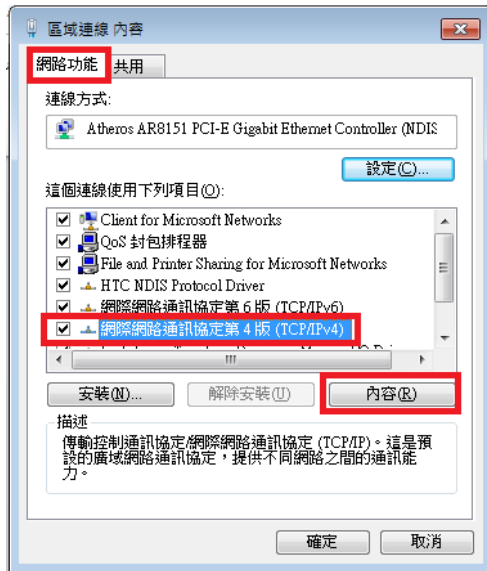 區域連線 內容
網路功能
共用
連線方式:
Atheros AR8151 PCI-E Gigabit Ethernet Controller (NDIS
設定(C)...
這個連線使用下列項目(O):
Client for Microsoft Networks
QoS 封包排程器
File and Printer Sharing for Microsoft Networks
HTC NDIS Protocol Driver
網際網路通訊協定第 6 版 (TCP/IPv6)
網際網路通訊協定第 4 版 (TCP/IPv4)
安裝(N)...
解除安裝(U)
內容(R)
描述
傳輸控制通訊協定/網際網路通訊協定 (TCP/IP)。這是預
設的廣域網路通訊協定，提供不同網路之間的通訊能
力。
確定
取消